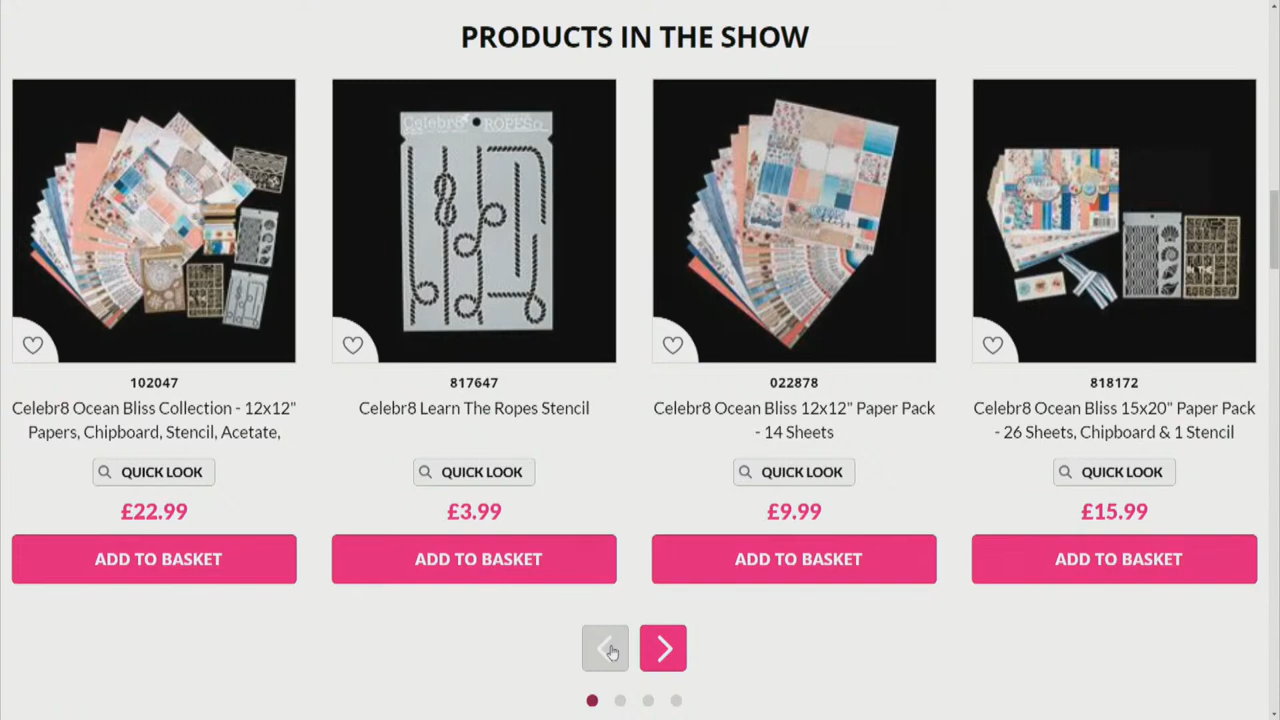 PRODUCTS IN THE SHOW
Celebr8 ROPES
102047
Celebr8 Ocean Bliss Collection - 12x12"
Papers, Chipboard, Stencil, Acetate,
QUICK LOOK
£22.99
ADD TO BASKET
817647
Celebr8 Learn The Ropes Stencil
QUICK LOOK
£3.99
ADD TO BASKET
022878
Celebr8 Ocean Bliss 12x12" Paper Pack
- 14 Sheets
QUICK LOOK
£9.99
ADD TO BASKET
818172
Celebr8 Ocean Bliss 15x20" Paper Pack
- 26 Sheets, Chipboard & 1 Stencil
QUICK LOOK
£15.99
ADD TO BASKET